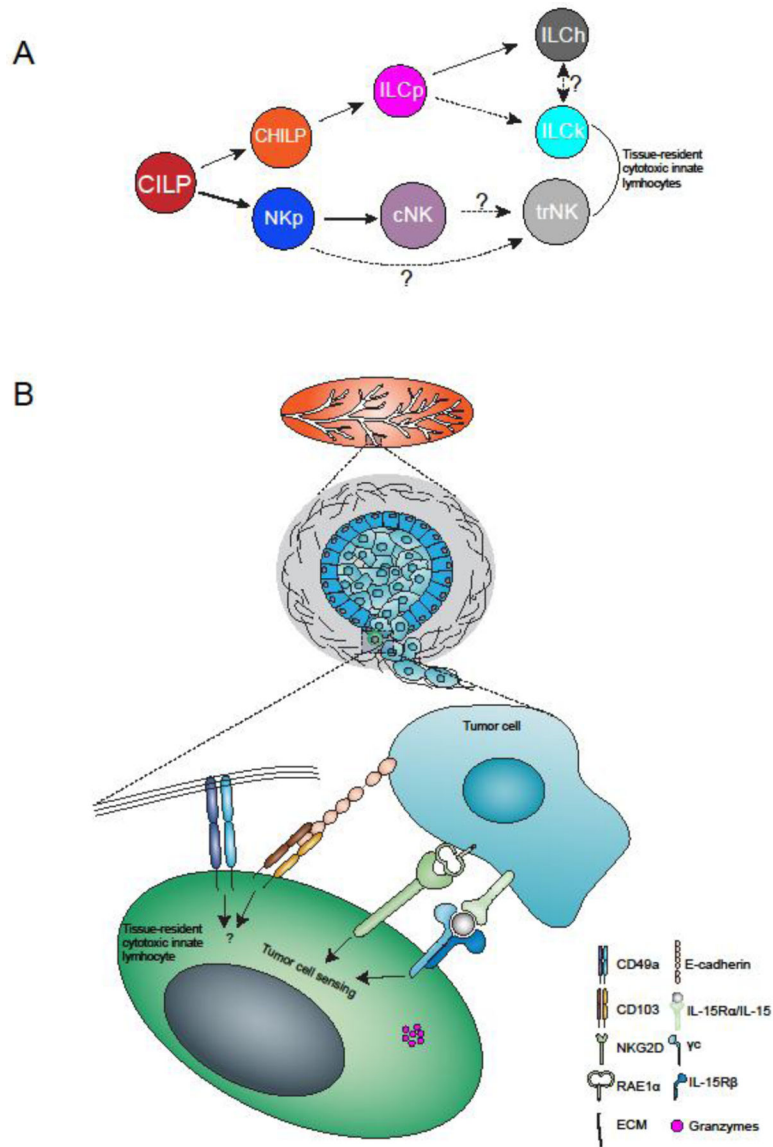 A
ILCh
?
ILCp
CHILP
ILCk
CILP
Tissue-resident
cytotoxic innate
lymhocytes
NKp
cNK
?
trNK
?
B
Tumor cell
Tissue-resident
cytotoxic innate
lymhocyte
?
Tumor cell sensing
CD49a
E-cadherin
CD103
IL-15Rα/IL-15
NKG2D
γc
RAE1α
IL-15Rβ
ECM
Granzymes